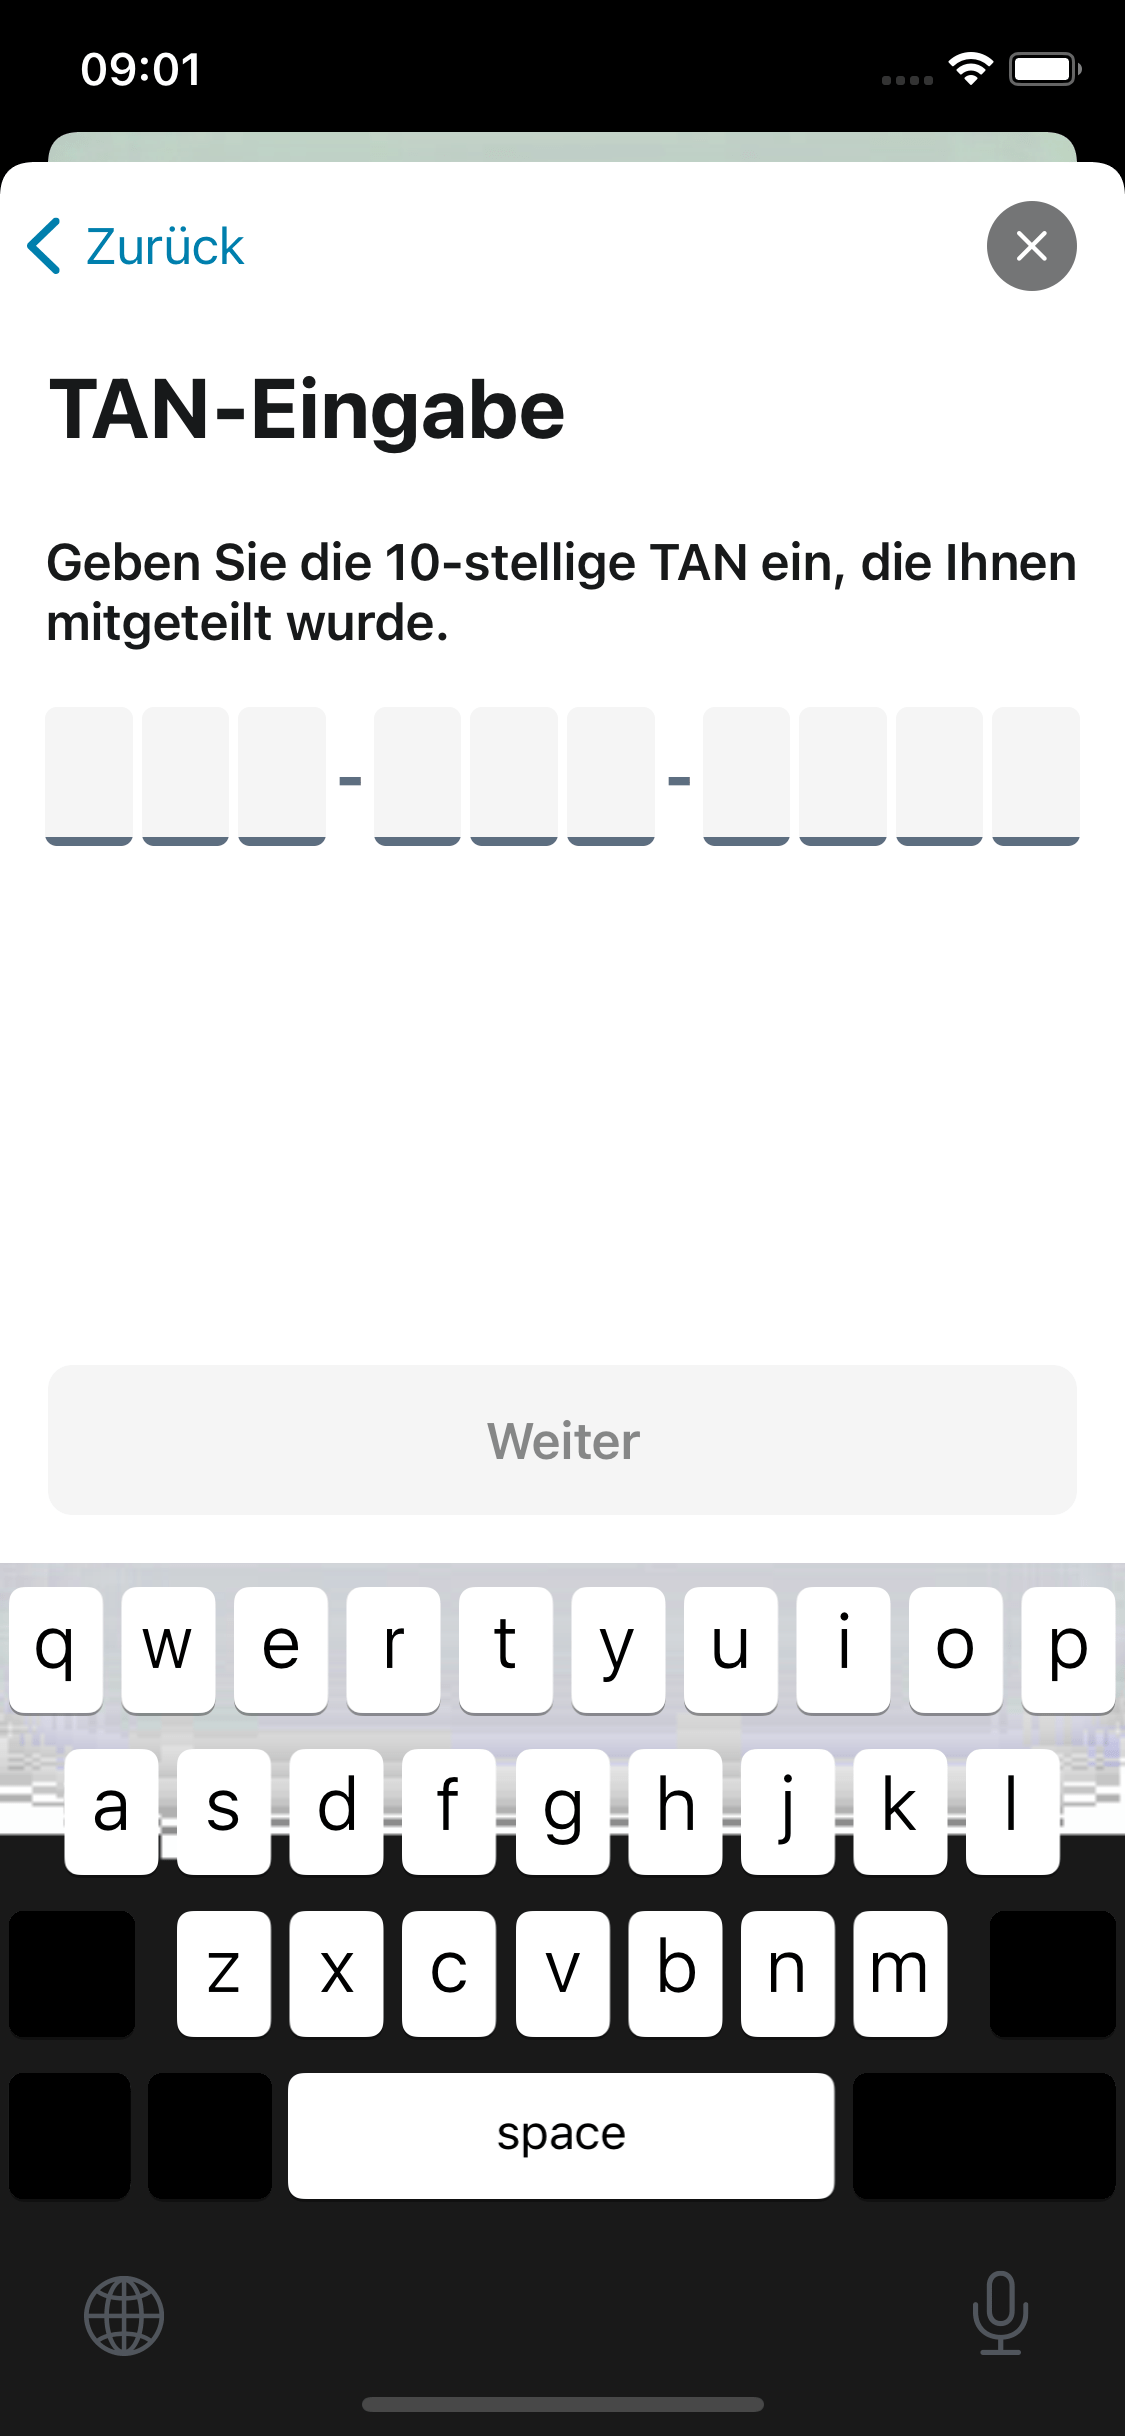 09:01
Zurück
TAN-Eingabe
Geben Sie die 10-stellige TAN ein, die Ihnen
mitgeteilt wurde.
- -
Weiter
q w e r t y u i o p
a s d f g h j k l
z x c v b n m
space